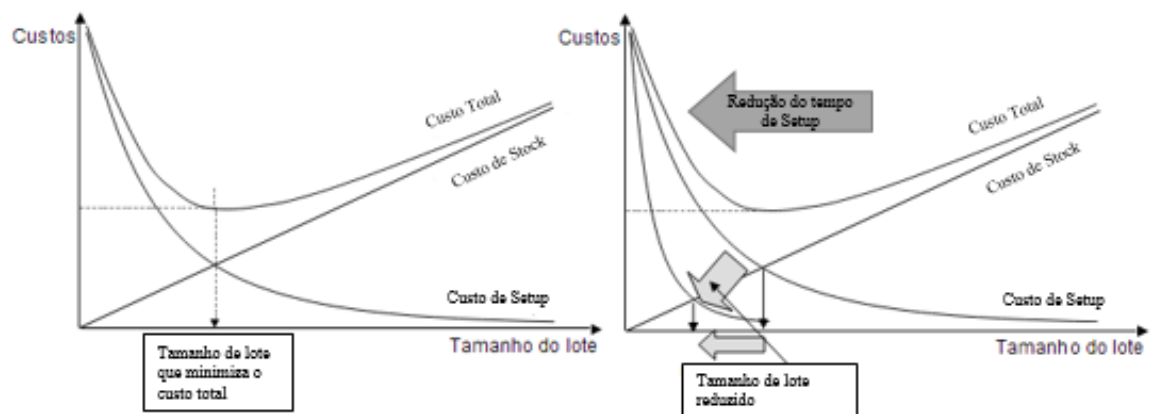 Custos
Custo Total
Custo de Stock
Custo de Setup
Tamanho do lote
Tamanho de lote
que minimiza o
custo total
Custos
Redução do tempo
de Setup
Custo Total
Custo de Stock
Custo de Setup
Tamanho do lote
Tamanho de lote
reduzido